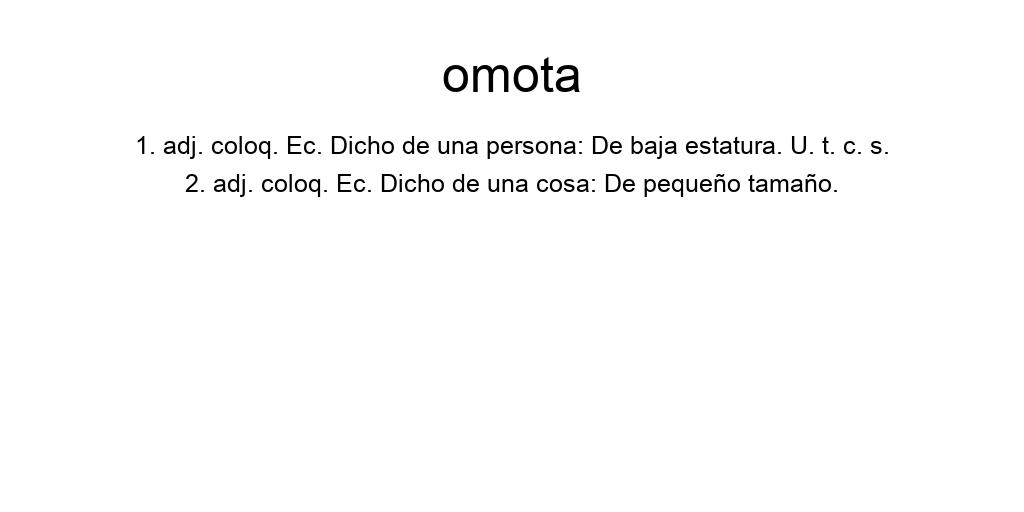 omota
1. adj. coloq. Ec. Dicho de una persona: De baja estatura. U. t. c. s.
2. adj. coloq. Ec. Dicho de una cosa: De pequeño tamaño.